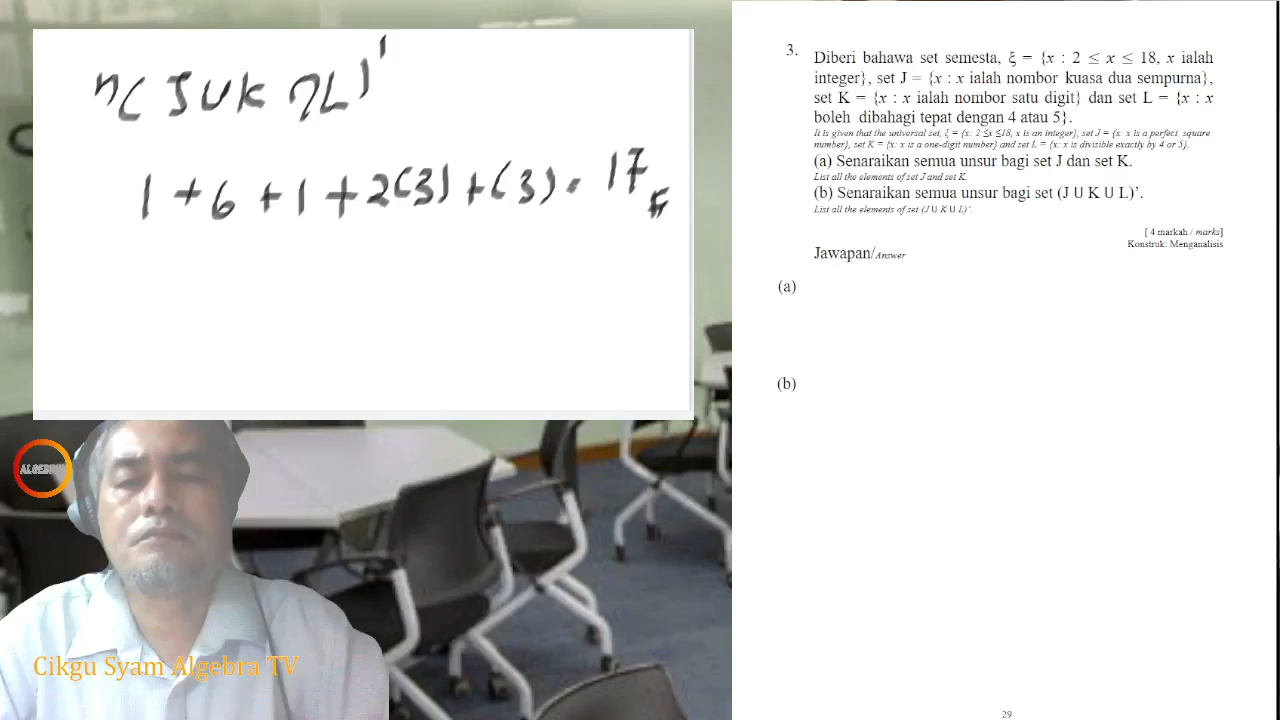 n( J U K ∩ L )'
1 + 6 + 1 + 2(3) + (3) = 17
3.
Diberi bahawa set semesta, ξ = {x : 2 ≤ x ≤ 18, x ialah
integer}, set J = {x : x ialah nombor kuasa dua sempurna},
set K = {x : x ialah nombor satu digit} dan set L = {x : x
boleh dibahagi tepat dengan 4 atau 5}.
It is given that the universal set, ξ = {x: 2 ≤x ≤18, x is an integer}, set J = {x: x is a perfect square
number}, set K = {x: x is a one-digit number} and set L = {x: x is divisible exactly by 4 or 5}.
(a) Senaraikan semua unsur bagi set J dan set K.
List all the elements of set J and set K.
(b) Senaraikan semua unsur bagi set (J U K U L)’.
List all the elements of set (J U K U L)’.
[ 4 markah / marks]
Konstruk: Menganalisis
Jawapan/Answer
(a)
(b)
ALGEBRA
Cikgu Syam Algebra TV
29